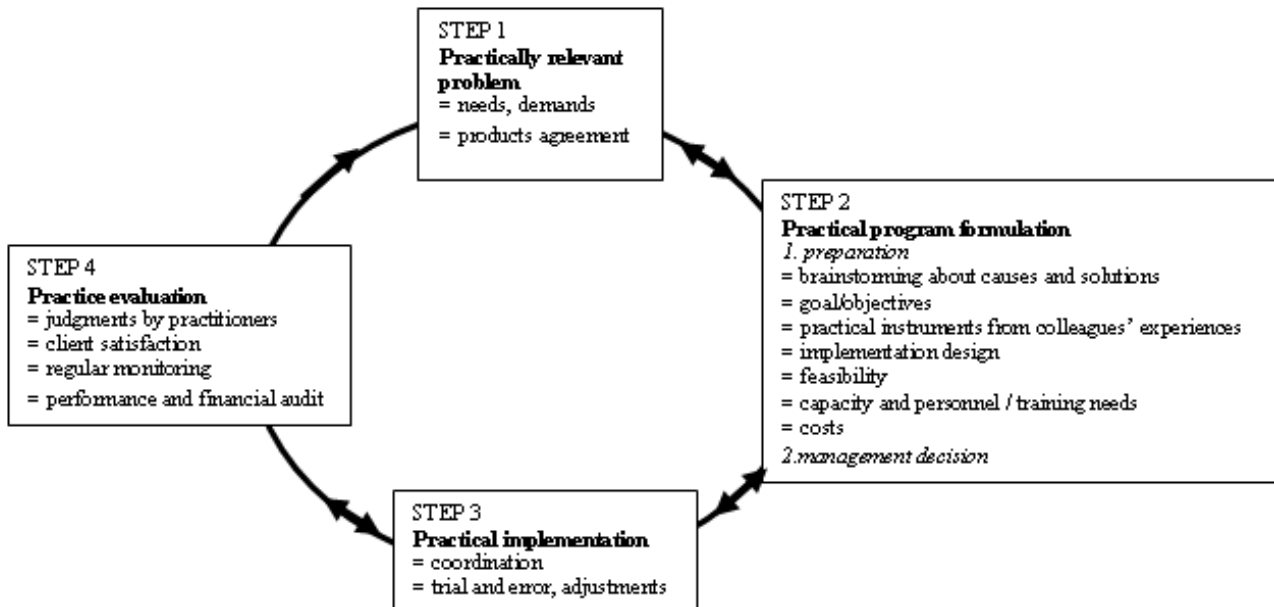 STEP 1
Practically relevant
problem
= needs, demands
= products agreement
STEP 2
Practical program formulation
1. preparation
= brainstorming about causes and solutions
= goal/objectives
= practical instruments from colleagues’ experiences
= implementation design
= feasibility
= capacity and personnel / training needs
= costs
2.management decision
STEP 3
Practical implementation
= coordination
= trial and error, adjustments
STEP 4
Practice evaluation
= judgments by practitioners
= client satisfaction
= regular monitoring
= performance and financial audit